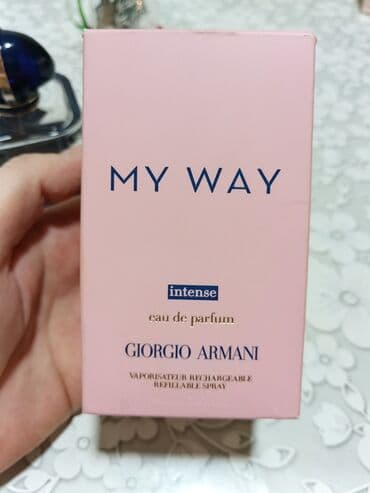 MY WAY
intense
eau de parfum
GIORGIO ARMANI
VAPORISATEUR RECHARGEABLE
REFILLABLE SPRAY